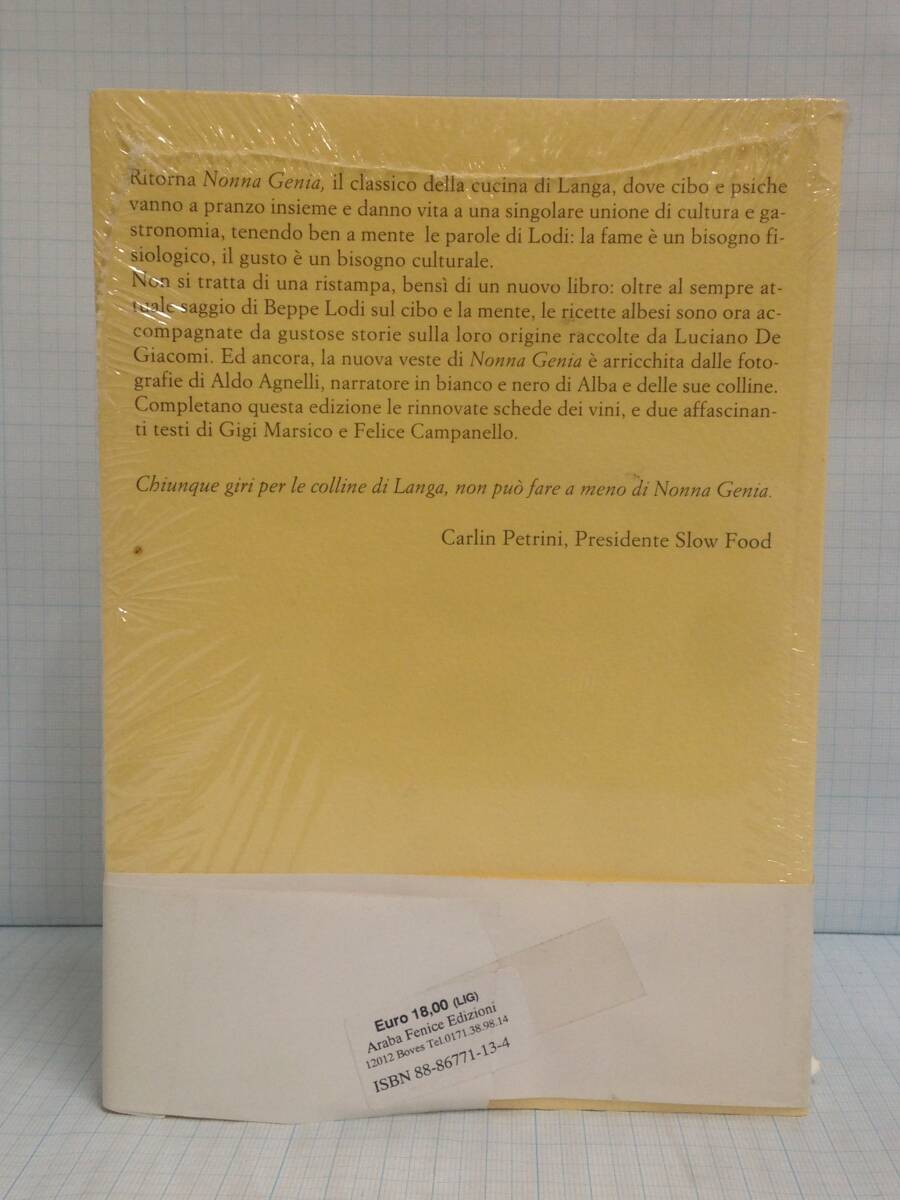 Ritorna Nonna Genia, il classico della cucina di Langa, dove cibo e psiche
vanno a pranzo insieme e danno vita a una singolare unione di cultura e ga-
stronomia, tenendo ben a mente le parole di Lodi: la fame è un bisogno fi-
siologico, il gusto è un bisogno culturale.
Non si tratta di una ristampa, bensì di un nuovo libro: oltre al sempre at-
tuale saggio di Beppe Lodi sul cibo e la mente, le ricette albesi sono ora ac-
compagnate da gustose storie sulla loro origine raccolte da Luciano De
Giacomi. Ed ancora, la nuova veste di Nonna Genia è arricchita dalle foto-
grafie di Aldo Agnelli, narratore in bianco e nero di Alba e delle sue colline.
Completano questa edizione le rinnovate schede dei vini, e due affascinan-
ti testi di Gigi Marsico e Felice Campanello.
Chiunque giri per le colline di Langa, non può fare a meno di Nonna Genia.
Carlin Petrini, Presidente Slow Food
Euro 18,00 (LIG)
Araba Fenice Edizioni
12012 Boves Tel.0171.38.98.14
ISBN 88-86771-13-4